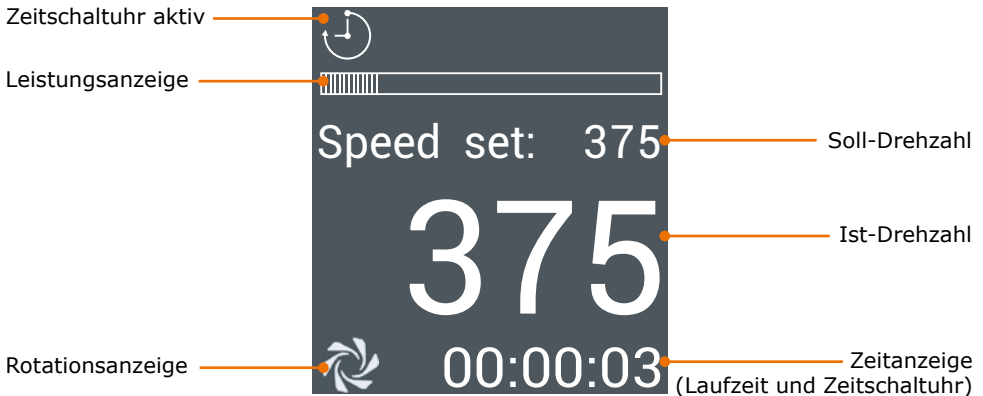 Zeitschaltuhr aktiv
Leistungsanzeige
Speed set: 375
Soll-Drehzahl
375
Ist-Drehzahl
Rotationsanzeige
00:00:03
Zeitanzeige
(Laufzeit und Zeitschaltuhr)